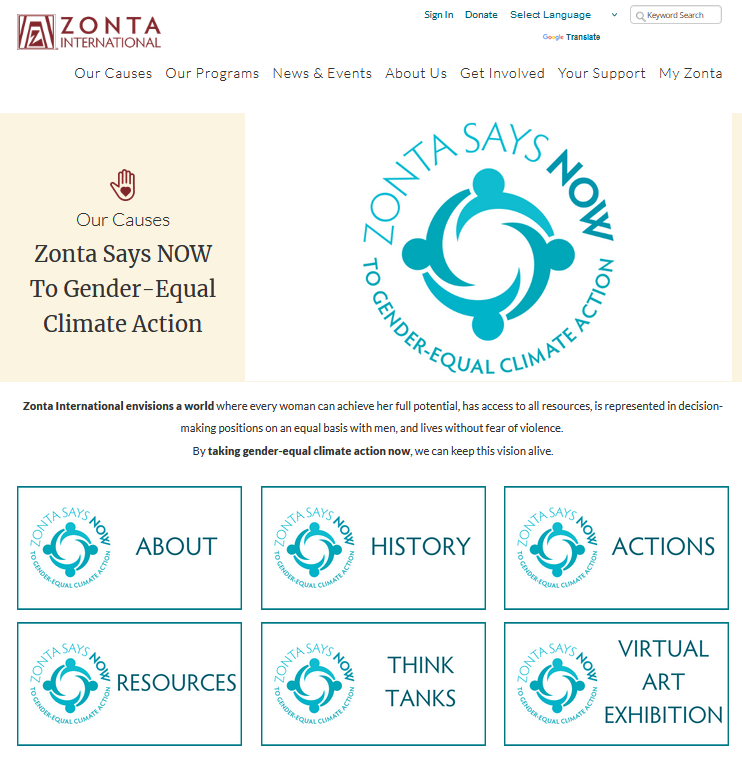 ZONTA
INTERNATIONAL
Sign In Donate Select Language Keyword Search
Google Translate
Our Causes Our Programs News & Events About Us Get Involved Your Support My Zonta
Our Causes
Zonta Says NOW
To Gender-Equal
Climate Action
ZONTA SAYS NOW
TO GENDER-EQUAL CLIMATE ACTION
Zonta International envisions a world where every woman can achieve her full potential, has access to all resources, is represented in decision-
making positions on an equal basis with men, and lives without fear of violence.
By taking gender-equal climate action now, we can keep this vision alive.
ZONTA SAYS NOW
TO GENDER-EQUAL CLIMATE ACTION
ABOUT
ZONTA SAYS NOW
TO GENDER-EQUAL CLIMATE ACTION
HISTORY
ZONTA SAYS NOW
TO GENDER-EQUAL CLIMATE ACTION
ACTIONS
ZONTA SAYS NOW
TO GENDER-EQUAL CLIMATE ACTION
RESOURCES
ZONTA SAYS NOW
TO GENDER-EQUAL CLIMATE ACTION
THINK
TANKS
ZONTA SAYS NOW
TO GENDER-EQUAL CLIMATE ACTION
VIRTUAL
ART
EXHIBITION